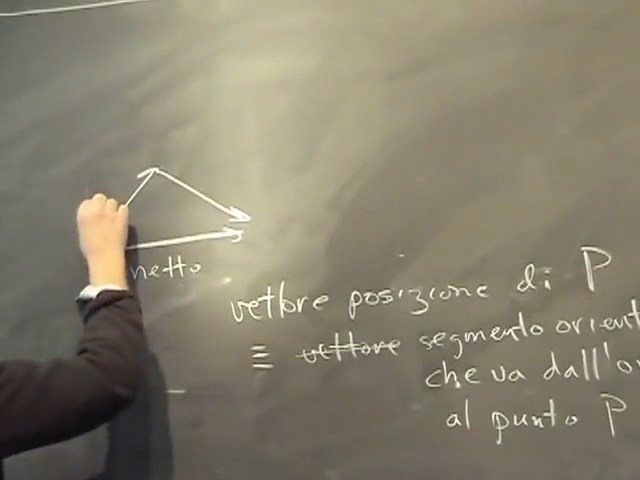 netto
vettore posizione di P
≡ vettore segmento orient
che va dall'o
al punto P